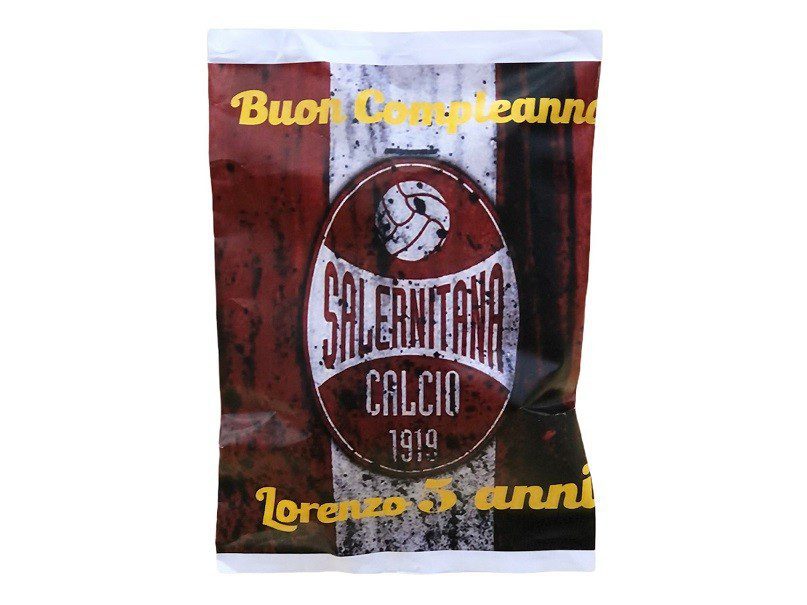 Buon Compleanno
SALERNITANA
CALCIO
1919
Lorenzo 5 anni